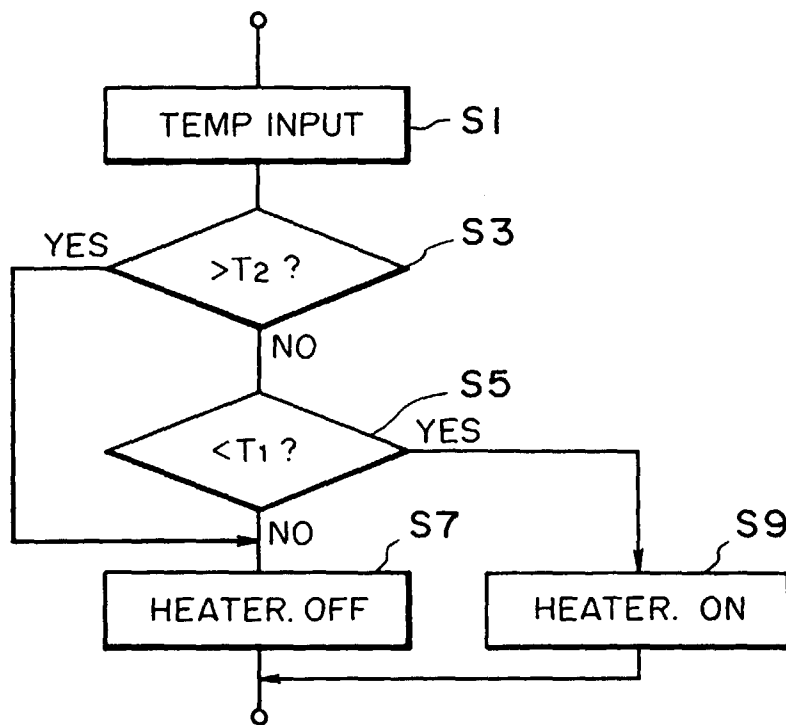 TEMP INPUT
S1
S3
YES
>T2 ?
NO
S5
<T1 ?
YES
NO
S7
S9
HEATER. OFF
HEATER. ON